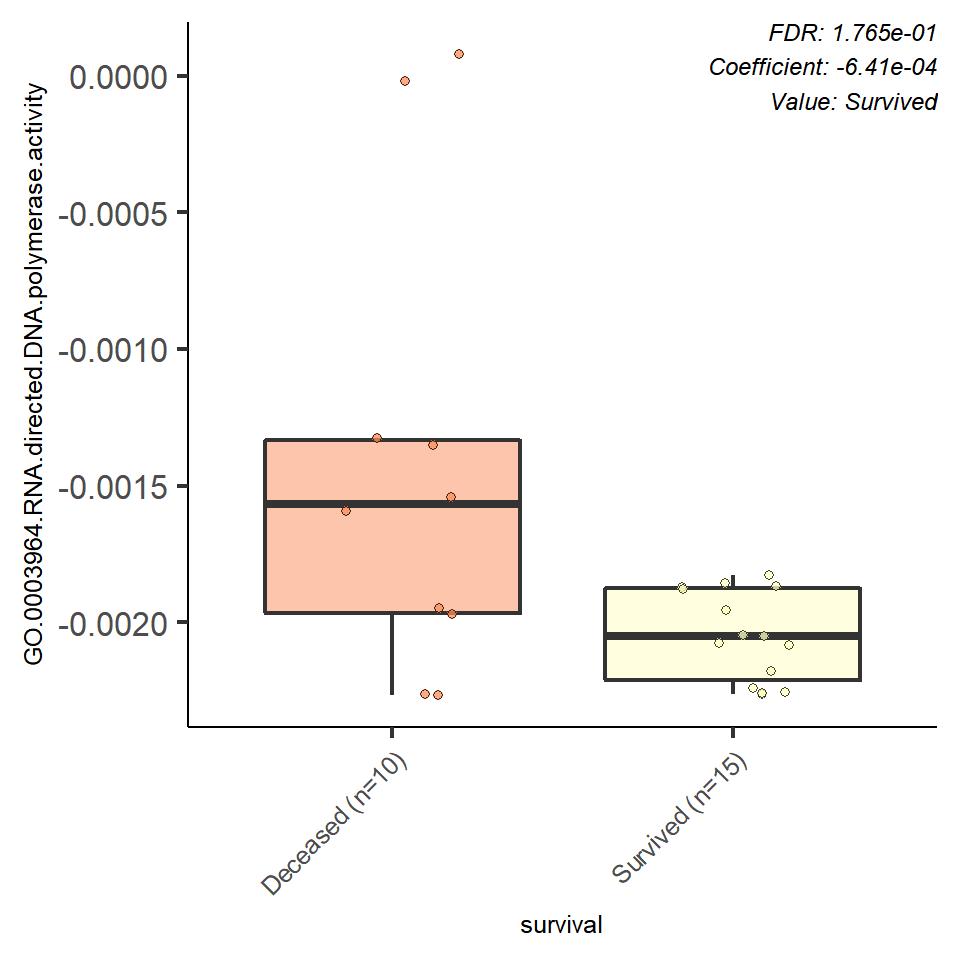 FDR: 1.765e-01
Coefficient: -6.41e-04
Value: Survived
GO.0003964.RNA.directed.DNA.polymerase.activity
0.0000
-0.0005
-0.0010
-0.0015
-0.0020
Deceased (n=10)
Survived (n=15)
survival